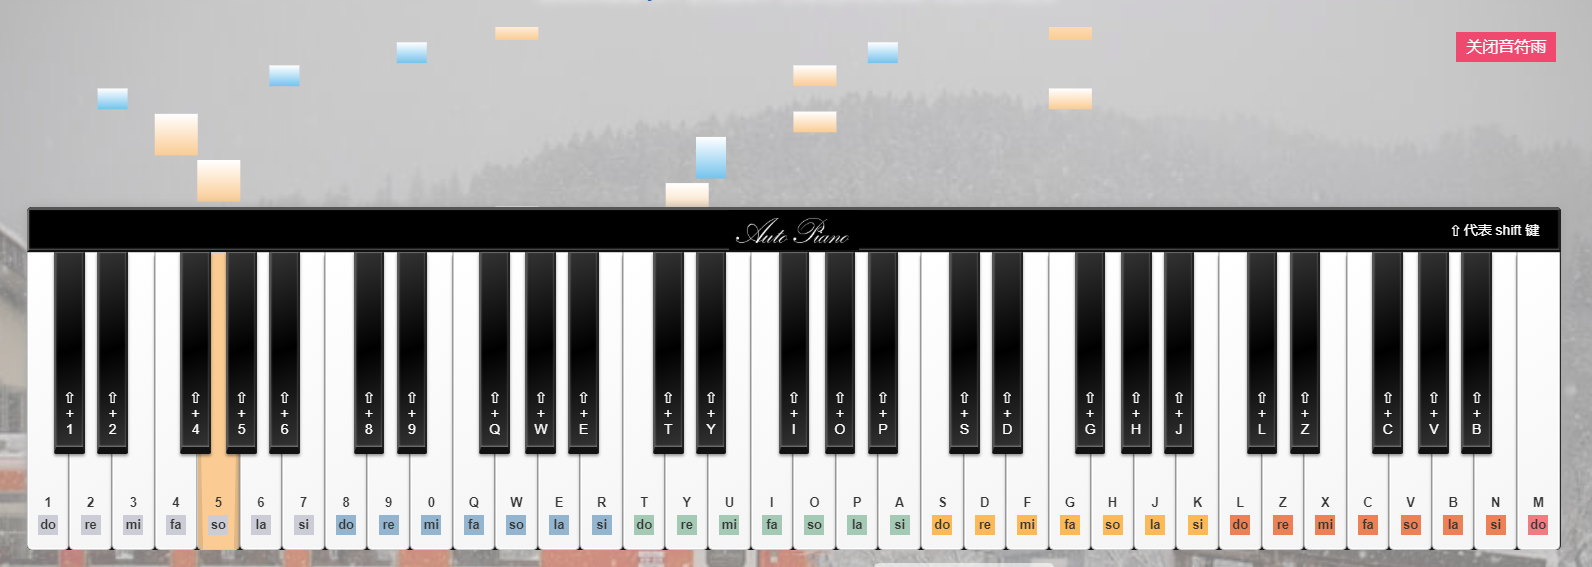 关闭音符雨
Auto Piano
⇧ 代表 shift 键
⇧+1 ⇧+2 ⇧+4 ⇧+5 ⇧+6 ⇧+8 ⇧+9 ⇧+Q ⇧+W ⇧+E ⇧+T ⇧+Y ⇧+I ⇧+O ⇧+P ⇧+S ⇧+D ⇧+G ⇧+H ⇧+J ⇧+L ⇧+Z ⇧+C ⇧+V ⇧+B
1 2 3 4 5 6 7 8 9 0 Q W E R T Y U I O P A S D F G H J K L Z X C V B N M
do re mi fa so la si do re mi fa so la si do re mi fa so la si do re mi fa so la si do re mi fa so la si do